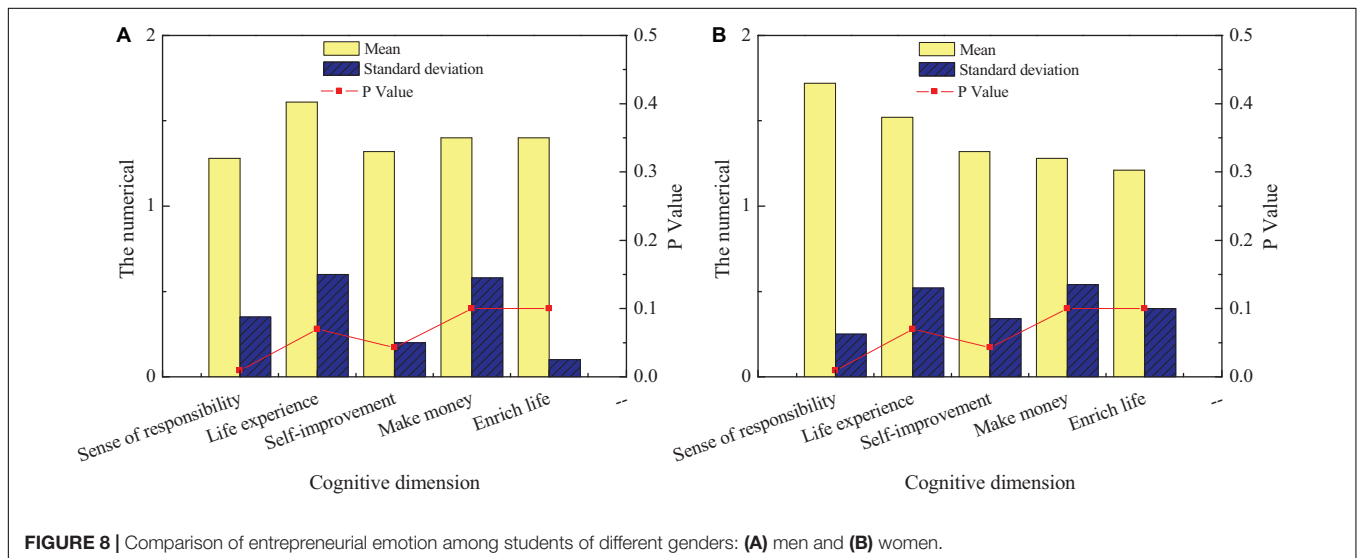 A
2
1
0
The numerical
Mean
Standard deviation
P Value
0.5
0.4
0.3
0.2
0.1
0.0
P Value
Sense of responsibility
Life experience
Self-improvement
Make money
Enrich life
--
Cognitive dimension
B
2
1
0
The numerical
Mean
Standard deviation
P Value
0.5
0.4
0.3
0.2
0.1
0.0
P Value
Sense of responsibility
Life experience
Self-improvement
Make money
Enrich life
--
Cognitive dimension
FIGURE 8 | Comparison of entrepreneurial emotion among students of different genders: (A) men and (B) women.